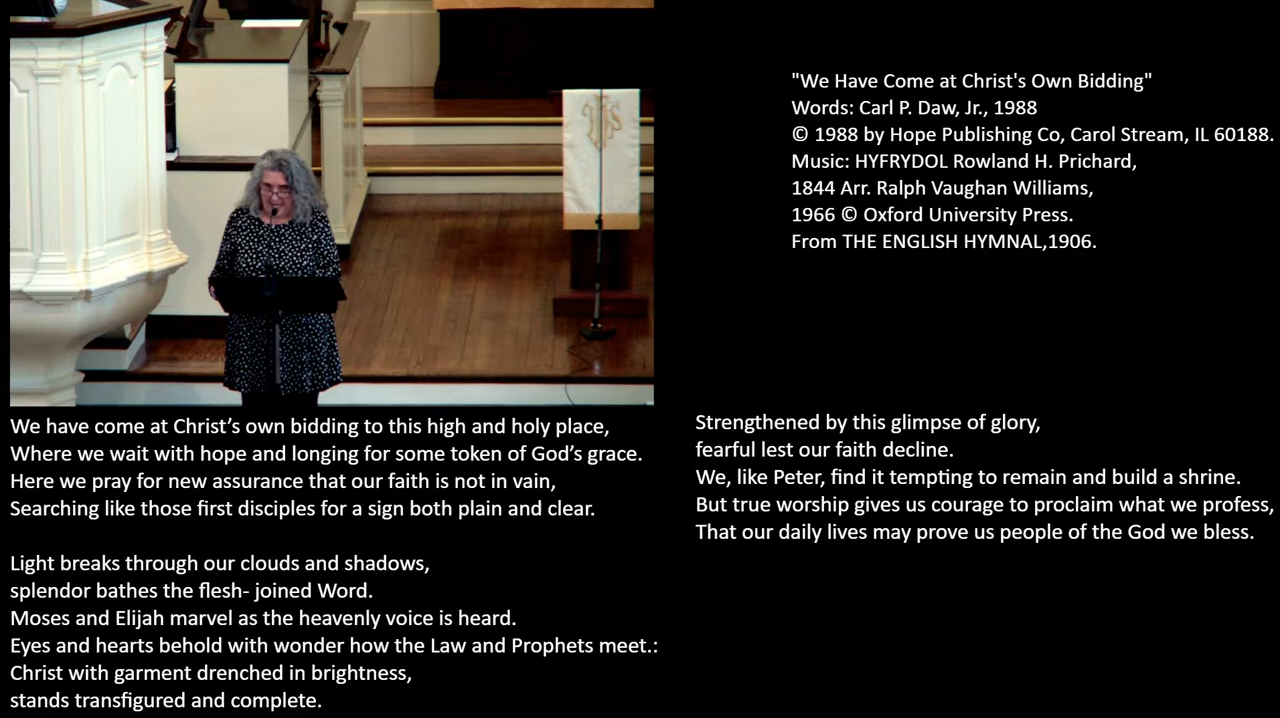 "We Have Come at Christ's Own Bidding"
Words: Carl P. Daw, Jr., 1988
© 1988 by Hope Publishing Co, Carol Stream, IL 60188.
Music: HYFRYDOL Rowland H. Prichard,
1844 Arr. Ralph Vaughan Williams,
1966 © Oxford University Press.
From THE ENGLISH HYMNAL,1906.
We have come at Christ’s own bidding to this high and holy place,
Where we wait with hope and longing for some token of God’s grace.
Here we pray for new assurance that our faith is not in vain,
Searching like those first disciples for a sign both plain and clear.
Light breaks through our clouds and shadows,
splendor bathes the flesh- joined Word.
Moses and Elijah marvel as the heavenly voice is heard.
Eyes and hearts behold with wonder how the Law and Prophets meet.:
Christ with garment drenched in brightness,
stands transfigured and complete.
Strengthened by this glimpse of glory,
fearful lest our faith decline.
We, like Peter, find it tempting to remain and build a shrine.
But true worship gives us courage to proclaim what we profess,
That our daily lives may prove us people of the God we bless.